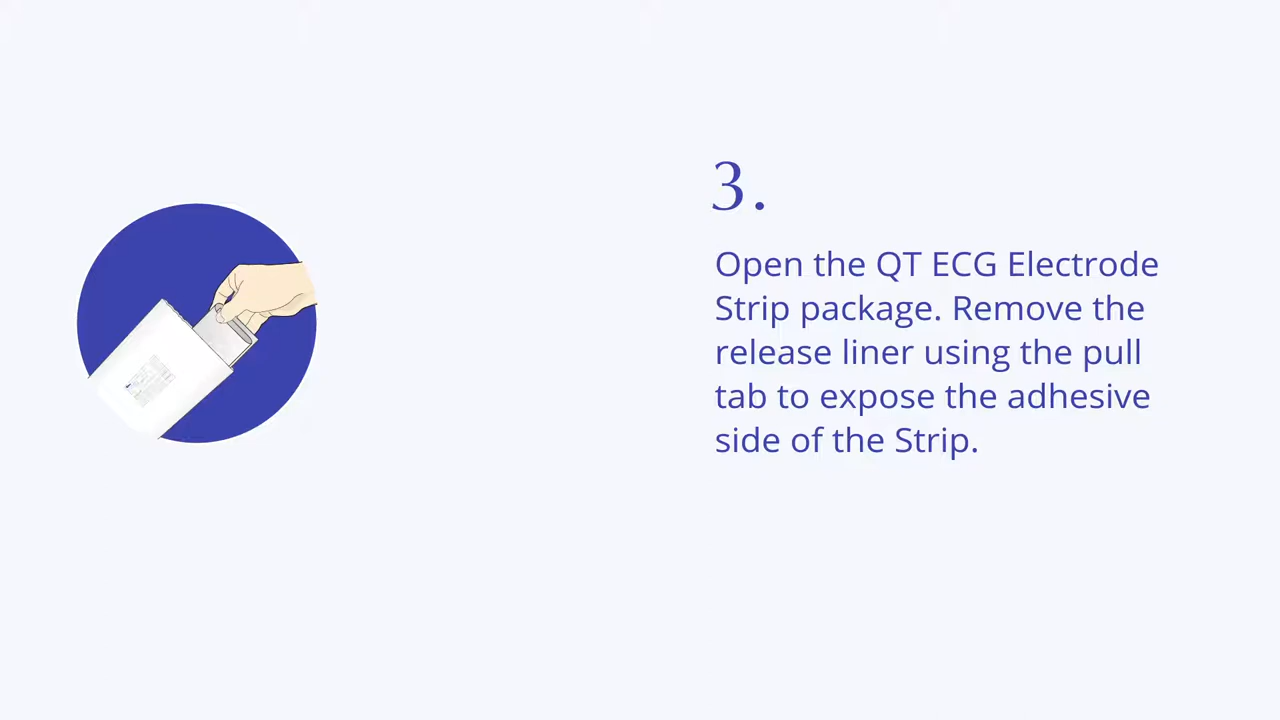 3.
Open the QT ECG Electrode
Strip package. Remove the
release liner using the pull
tab to expose the adhesive
side of the Strip.